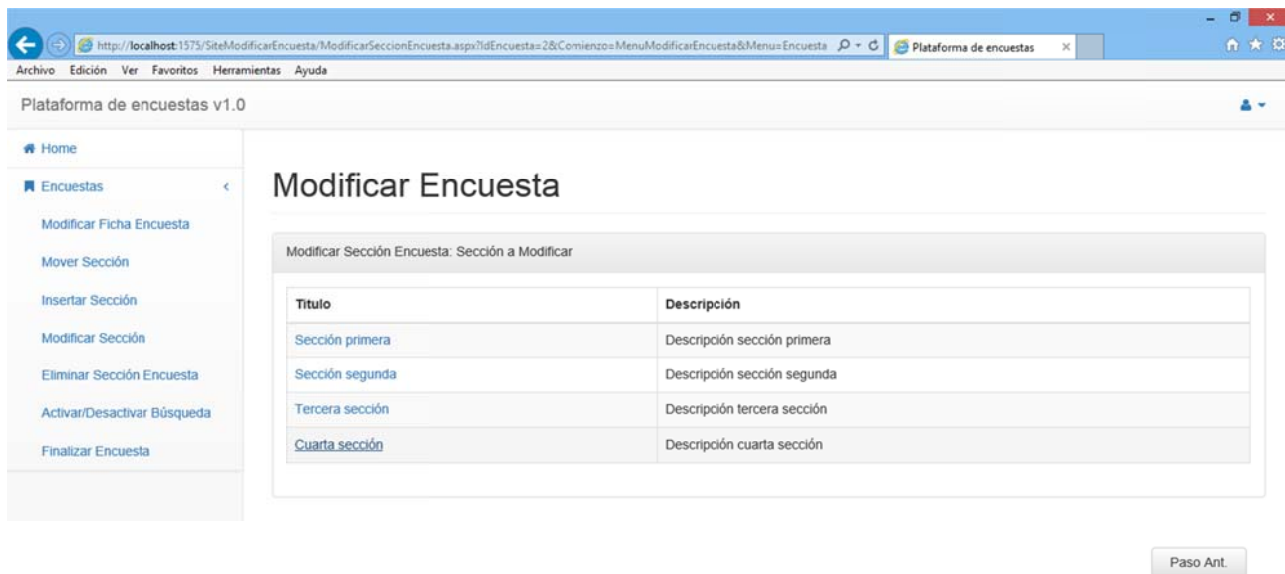 http://localhost:1575/SiteModificarEncuesta/ModificarSeccionEncuesta.aspx?IdEncuesta=2&Comienzo=MenuModificarEncuesta&Menu=Encuesta
Plataforma de encuestas
Archivo Edición Ver Favoritos Herramientas Ayuda
Plataforma de encuestas v1.0
Home
Encuestas
Modificar Ficha Encuesta
Mover Sección
Insertar Sección
Modificar Sección
Eliminar Sección Encuesta
Activar/Desactivar Búsqueda
Finalizar Encuesta
Modificar Encuesta
Modificar Sección Encuesta: Sección a Modificar
Titulo Descripción
Sección primera Descripción sección primera
Sección segunda Descripción sección segunda
Tercera sección Descripción tercera sección
Cuarta sección Descripción cuarta sección
Paso Ant.